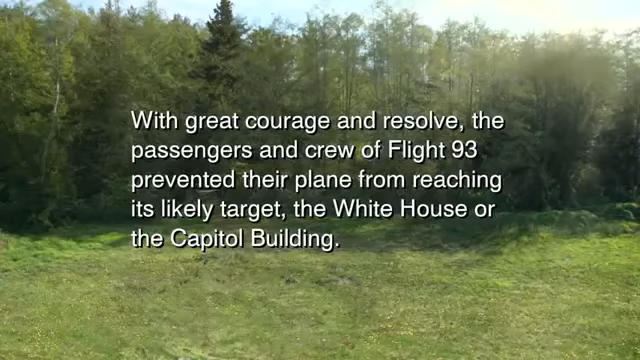 With great courage and resolve, the
passengers and crew of Flight 93
prevented their plane from reaching
its likely target, the White House or
the Capitol Building.